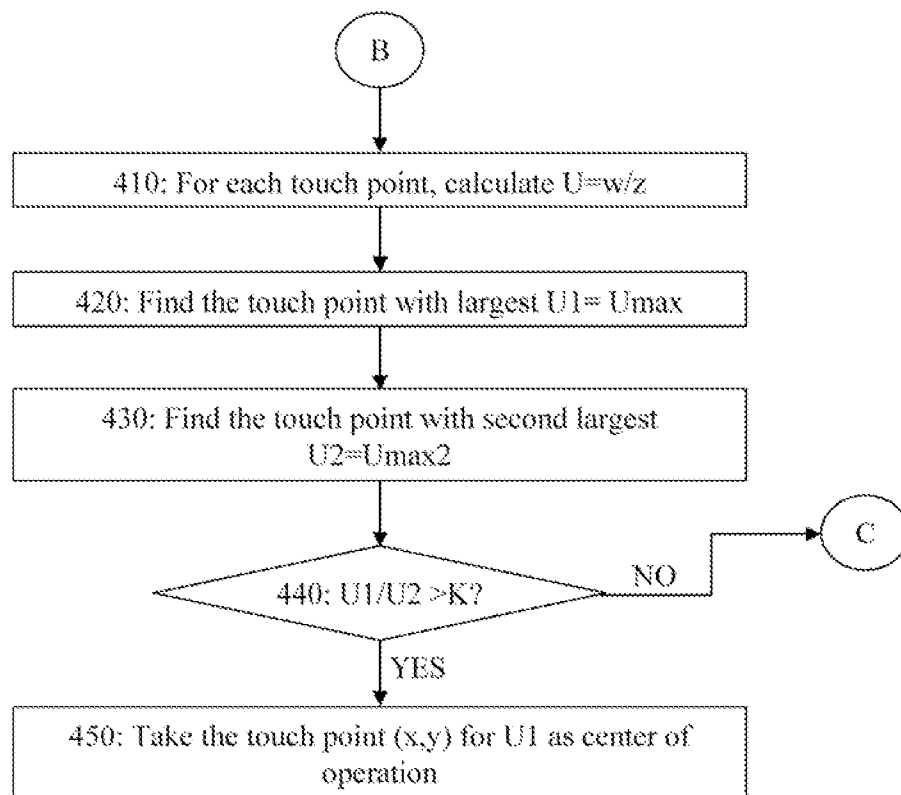 B
410: For each touch point, calculate U=w/z
420: Find the touch point with largest U1= Umax
430: Find the touch point with second largest
U2=Umax2
C
NO
440: U1/U2 >K?
YES
450: Take the touch point (x,y) for U1 as center of
operation